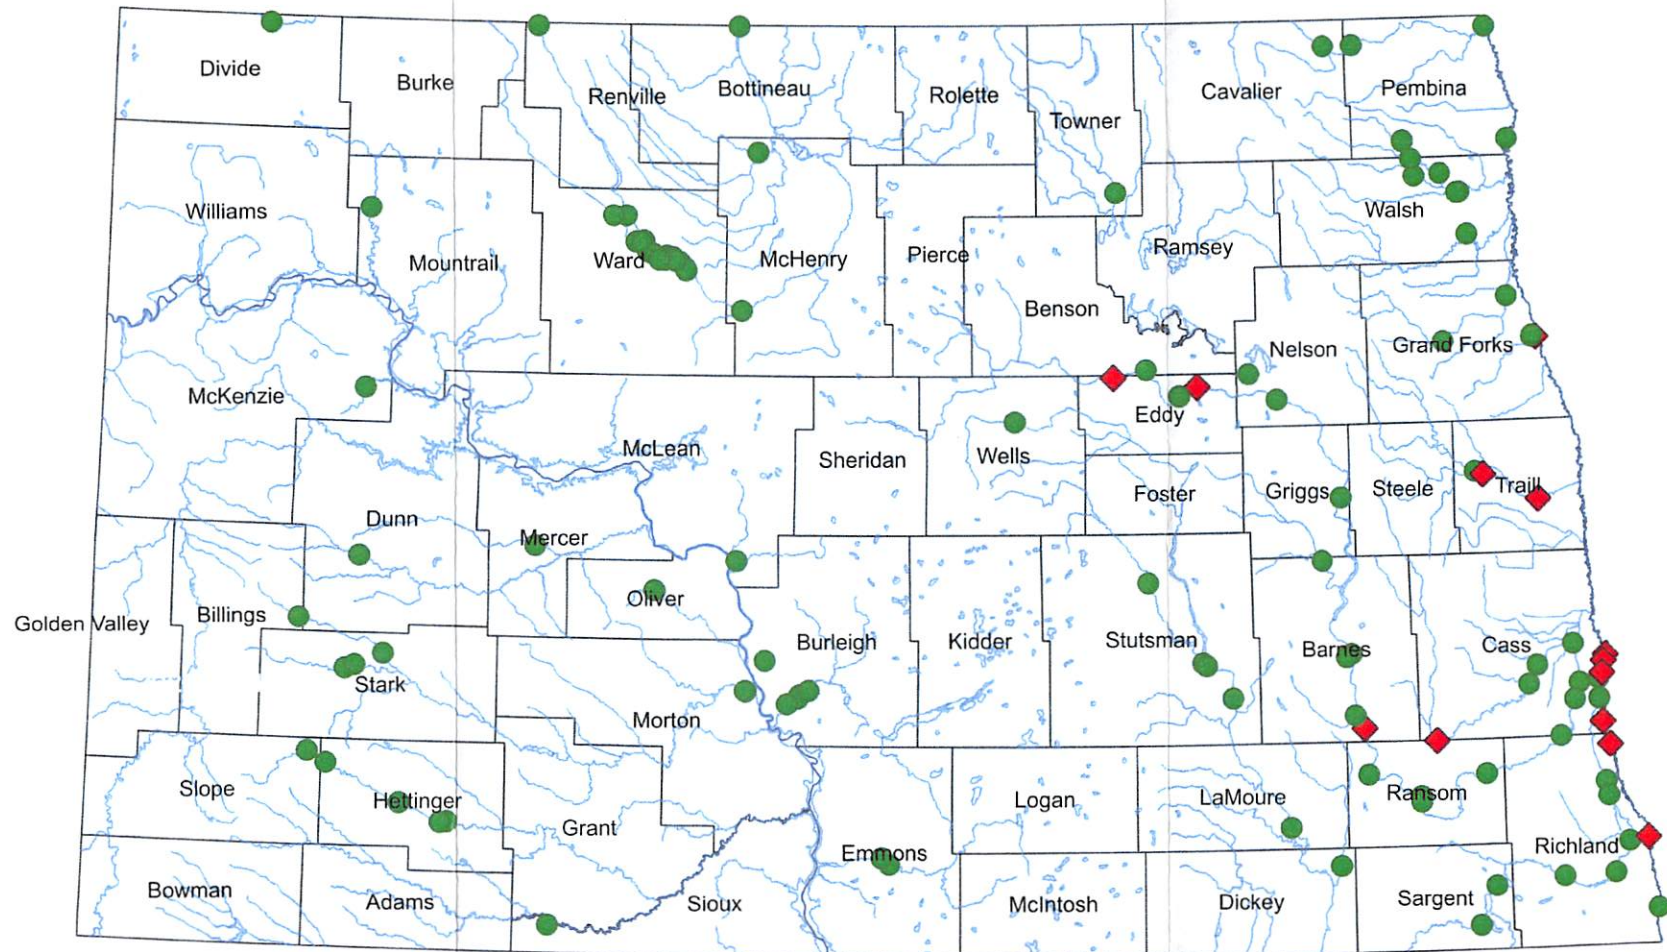 Divide
Burke
Renville
Bottineau
Rolette
Towner
Cavalier
Pembina
Williams
Mountrail
Ward
McHenry
Pierce
Benson
Ramsey
Walsh
McKenzie
McLean
Sheridan
Wells
Eddy
Nelson
Grand Forks
Dunn
Mercer
Foster
Griggs
Steele
Traill
Golden Valley
Billings
Oliver
Burleigh
Kidder
Stutsman
Barnes
Cass
Stark
Morton
Slope
Hettinger
Grant
Emmons
Logan
LaMoure
Ransom
Richland
Bowman
Adams
Sioux
McIntosh
Dickey
Sargent